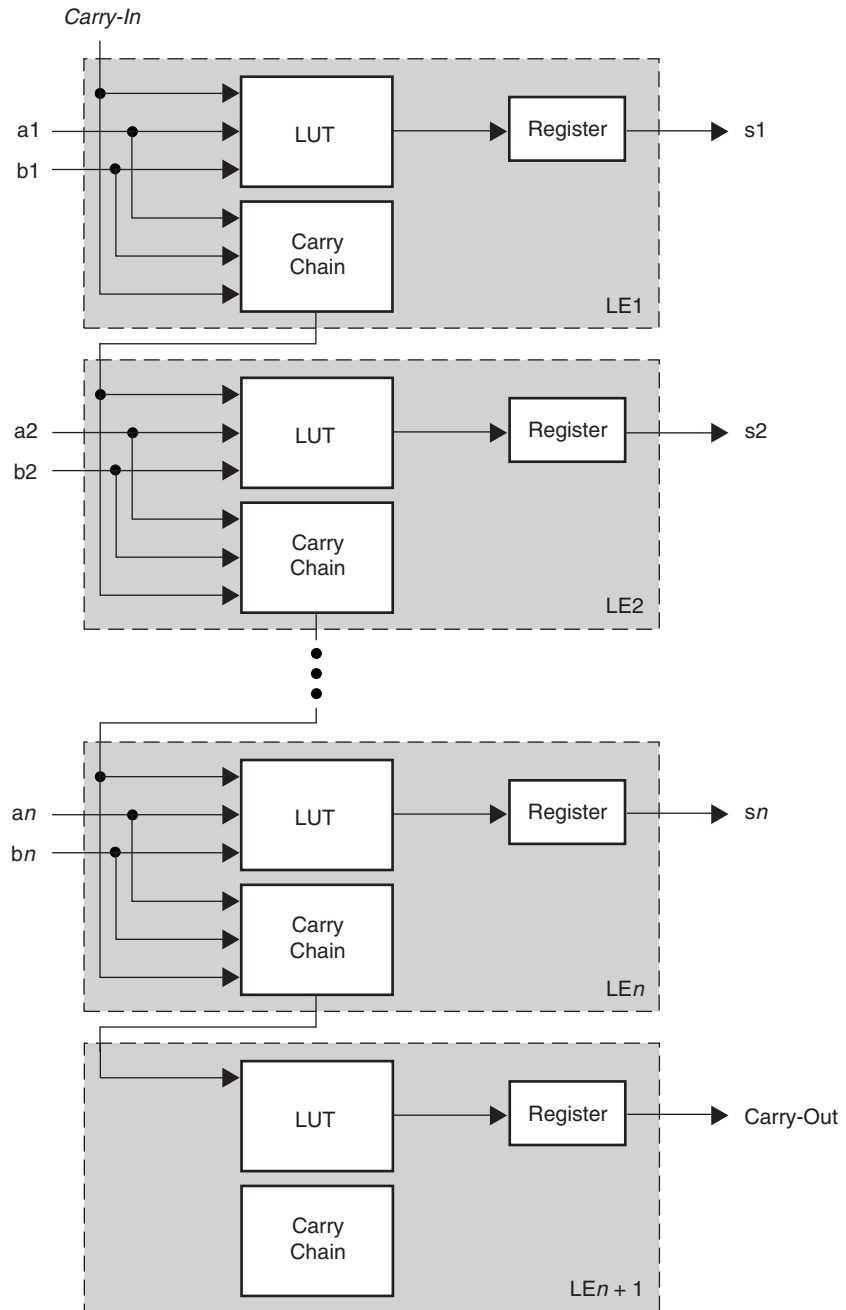 Carry-In
a1
b1
LUT
Register
s1
Carry
Chain
LE1
a2
b2
LUT
Register
s2
Carry
Chain
LE2
an
bn
LUT
Register
sn
Carry
Chain
LEn
LUT
Register
Carry-Out
Carry
Chain
LEn + 1